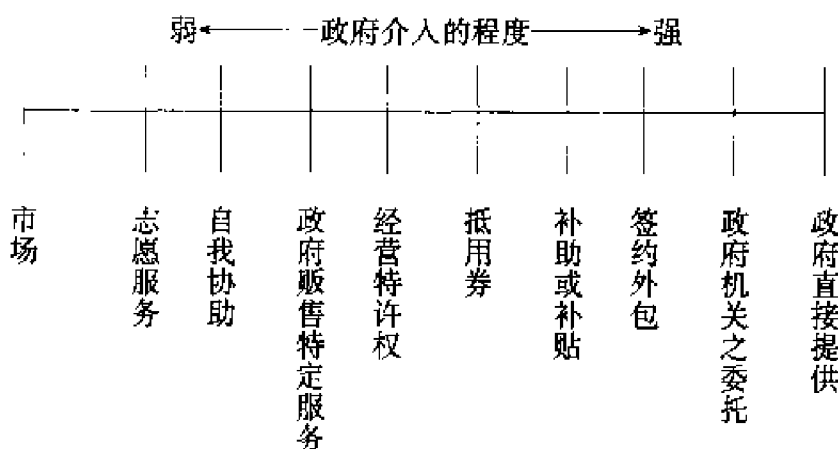 弱 政府介入的程度 强
市场
志愿服务
自我协助
政府贩售特定服务
经营特许权
抵用券
补助或补贴
签约外包
政府机关之委托
政府直接提供